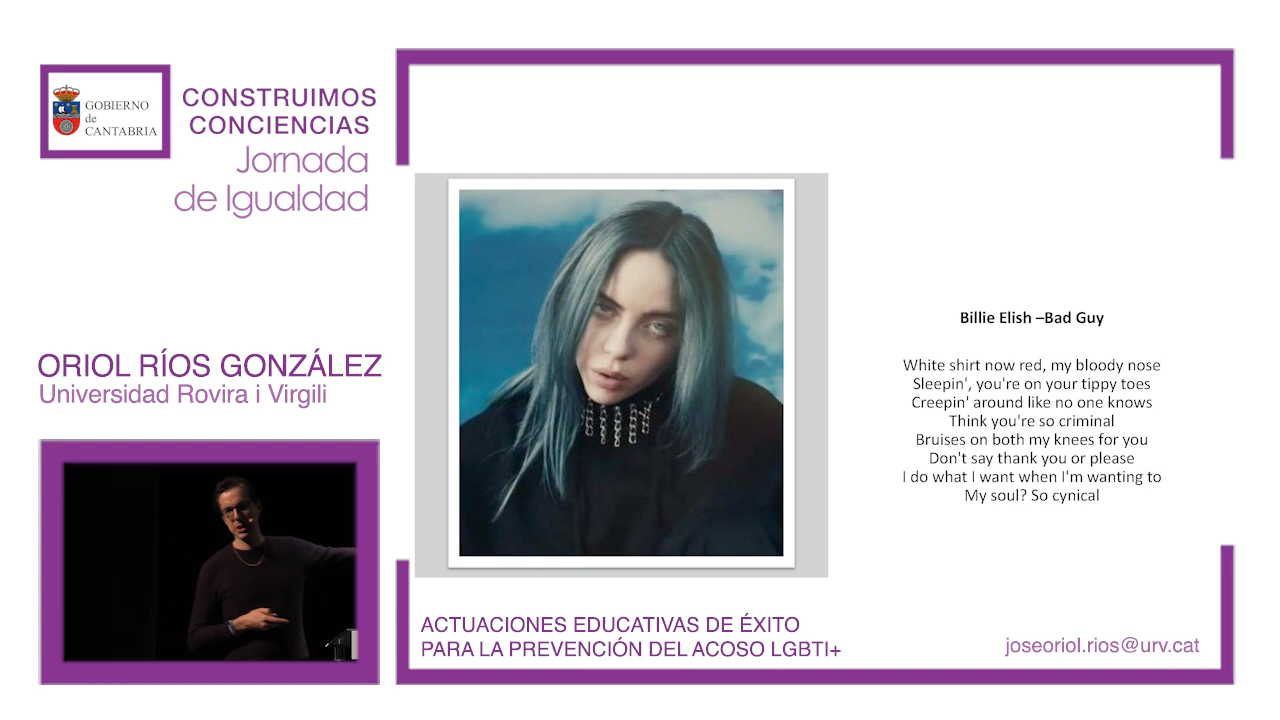 GOBIERNO
de
CANTABRIA
CONSTRUIMOS
CONCIENCIAS
Jornada
de Igualdad
ORIOL RÍOS GONZÁLEZ
Universidad Rovira i Virgili
Billie Elish –Bad Guy
White shirt now red, my bloody nose
Sleepin', you're on your tippy toes
Creepin' around like no one knows
Think you're so criminal
Bruises on both my knees for you
Don't say thank you or please
I do what I want when I'm wanting to
My soul? So cynical
ACTUACIONES EDUCATIVAS DE ÉXITO
PARA LA PREVENCIÓN DEL ACOSO LGBTI+
joseoriol.rios@urv.cat